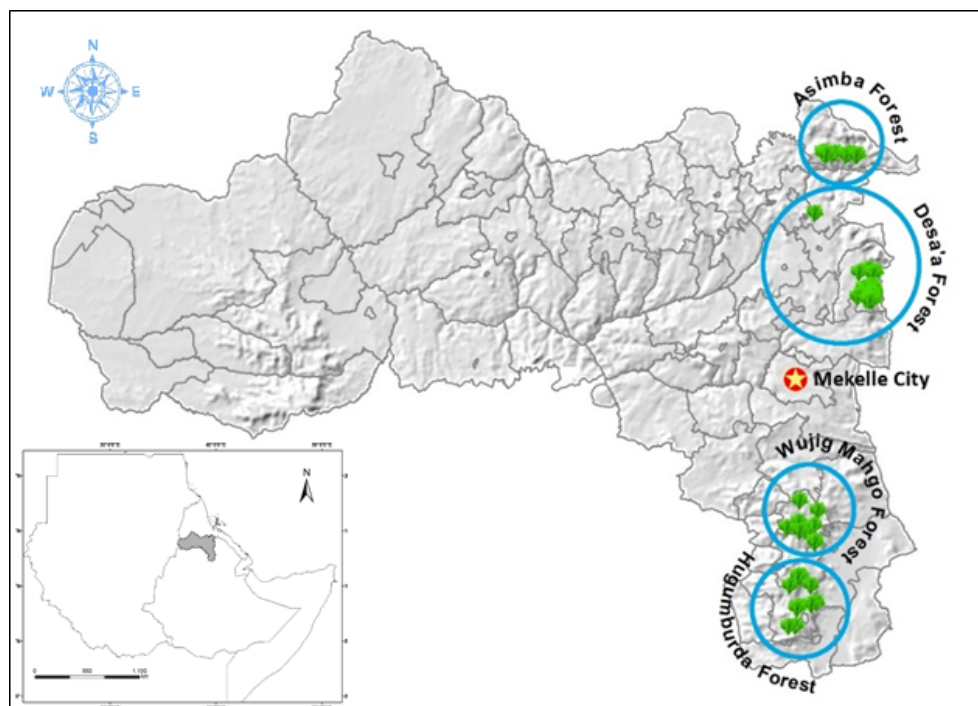 N
W E
S
Asimba Forest
Desa'a Forest
Mekelle City
Wujig Mahgo Forest
Hugumburda Forest
N
0 550 1,100